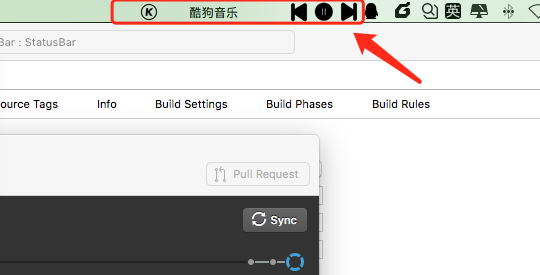 K 酷狗音乐 英
Bar : StatusBar
ource Tags Info Build Settings Build Phases Build Rules
Pull Request
Sync